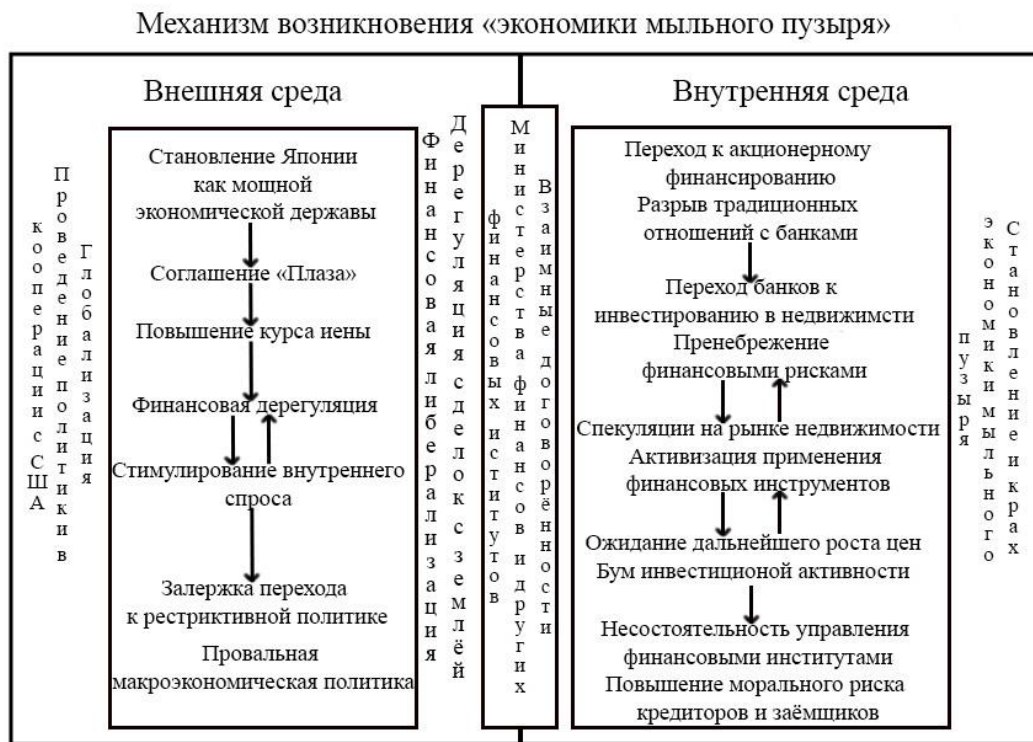 Механизм возникновения «экономики мыльного пузыря»
Внешняя среда
Глобализация
Проведение политики в
кооперации с США
Становление Японии
как мощной
экономической державы
Соглашение «Плаза»
Повышение курса иены
Финансовая дерегуляция
Стимулирование внутреннего
спроса
Залержка перехода
к рестриктивной политике
Провальная
макроэкономическая политика
Дерегуляция сделок с землёй
Финансовая либерализация
Взаимные договорённости
Министерства финансов и других
финансовых иститутов
Внутренняя среда
Переход к акционерному
финансированию
Разрыв традиционных
отношений с банками
Переход банков к
инвестированию в недвижимсти
Пренебрежение
финансовыми рисками
Спекуляции на рынке недвижимости
Активизация применения
финансовых инструментов
Ожидание дальнейшего роста цен
Бум инвестиционой активности
Несостоятельность управления
финансовыми институтами
Повышение морального риска
кредиторов и заёмщиков
Становление и крах
экономики мыльного
пузыря